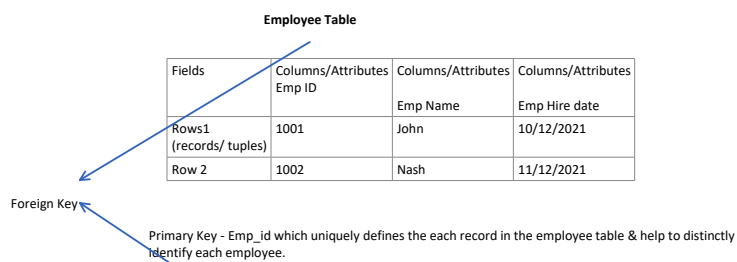 Employee Table
Fields Columns/Attributes Columns/Attributes Columns/Attributes
Emp ID
Emp Name Emp Hire date
Rows1 1001 John 10/12/2021
(records/ tuples)
Row 2 1002 Nash 11/12/2021
Foreign Key
Primary Key - Emp_id which uniquely defines the each record in the employee table & help to distinctly
identify each employee.